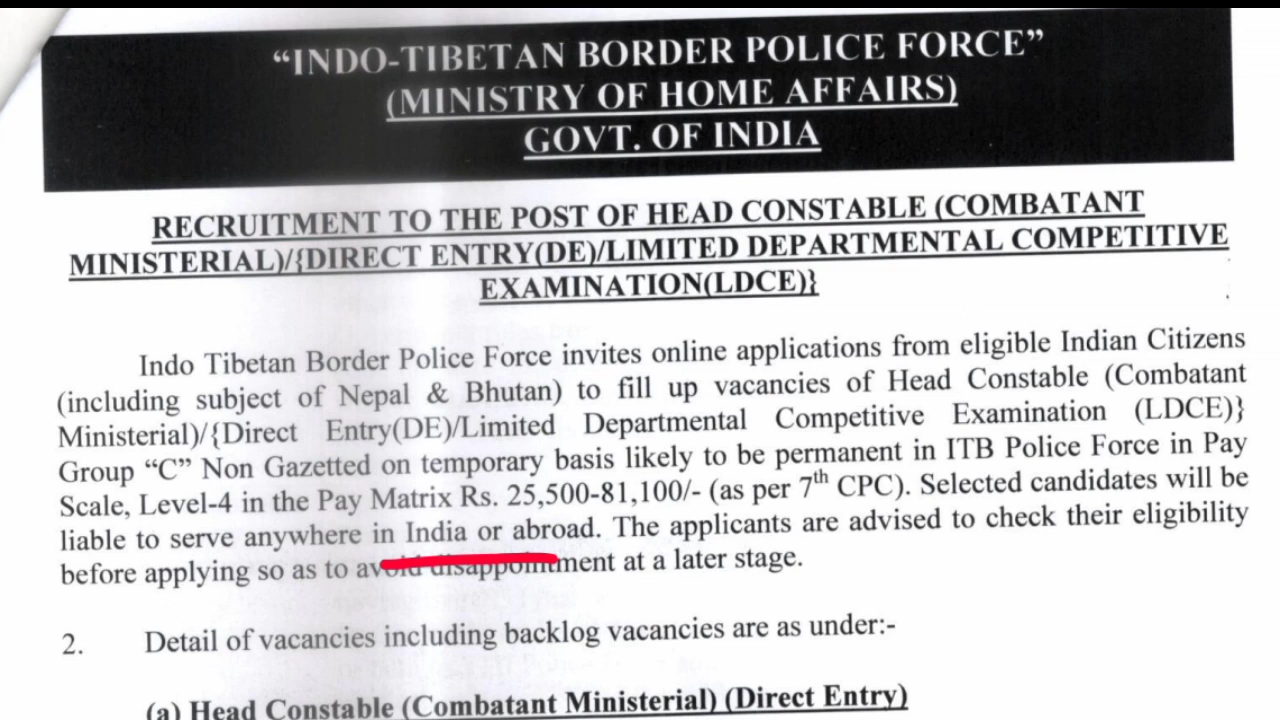 “INDO-TIBETAN BORDER POLICE FORCE”
(MINISTRY OF HOME AFFAIRS)
GOVT. OF INDIA
RECRUITMENT TO THE POST OF HEAD CONSTABLE (COMBATANT
MINISTERIAL)/{DIRECT ENTRY(DE)/LIMITED DEPARTMENTAL COMPETITIVE
EXAMINATION(LDCE)}
Indo Tibetan Border Police Force invites online applications from eligible Indian Citizens
(including subject of Nepal & Bhutan) to fill up vacancies of Head Constable (Combatant
Ministerial)/{Direct Entry(DE)/Limited Departmental Competitive Examination (LDCE)}
Group “C” Non Gazetted on temporary basis likely to be permanent in ITB Police Force in Pay
Scale, Level-4 in the Pay Matrix Rs. 25,500-81,100/- (as per 7th CPC). Selected candidates will be
liable to serve anywhere in India or abroad. The applicants are advised to check their eligibility
before applying so as to avoid disappointment at a later stage.
2. Detail of vacancies including backlog vacancies are as under:-
(a) Head Constable (Combatant Ministerial) (Direct Entry)